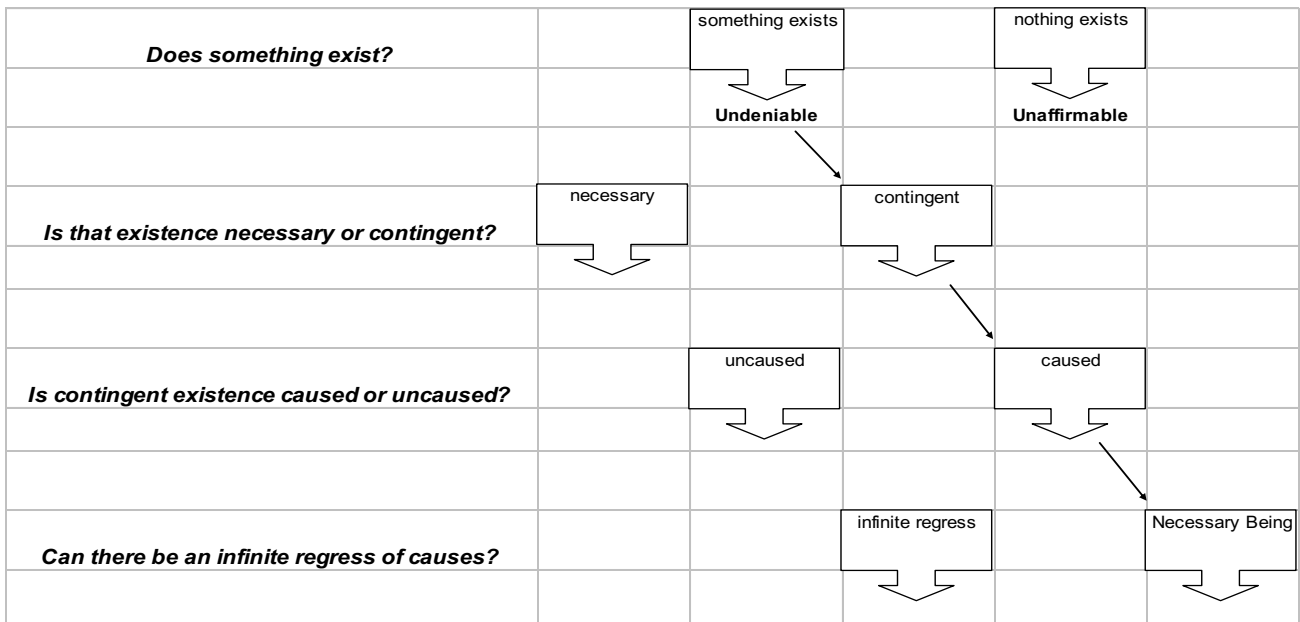 something exists
nothing exists
Does something exist?
Undeniable
Unaffirmable
necessary
contingent
Is that existence necessary or contingent?
uncaused
caused
Is contingent existence caused or uncaused?
infinite regress
Necessary Being
Can there be an infinite regress of causes?